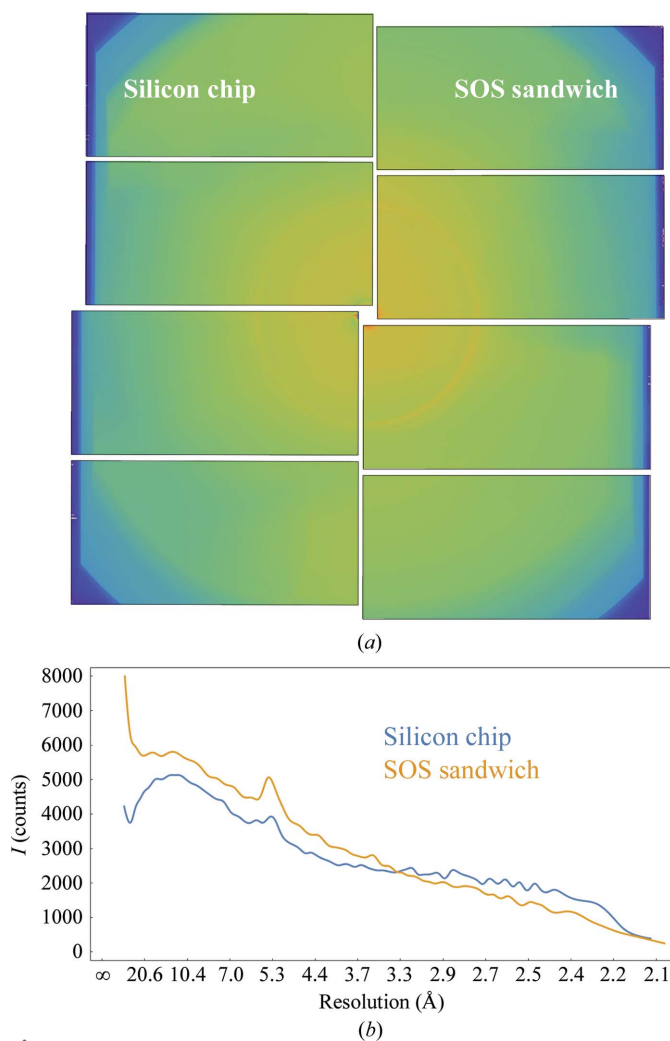 Silicon chip SOS sandwich
(a)
8000
7000
6000
5000
4000
3000
2000
1000
0
I (counts)
Silicon chip
SOS sandwich
∞ 20.6 10.4 7.0 5.3 4.4 3.7 3.3 2.9 2.7 2.5 2.4 2.2 2.1
Resolution (Å)
(b)